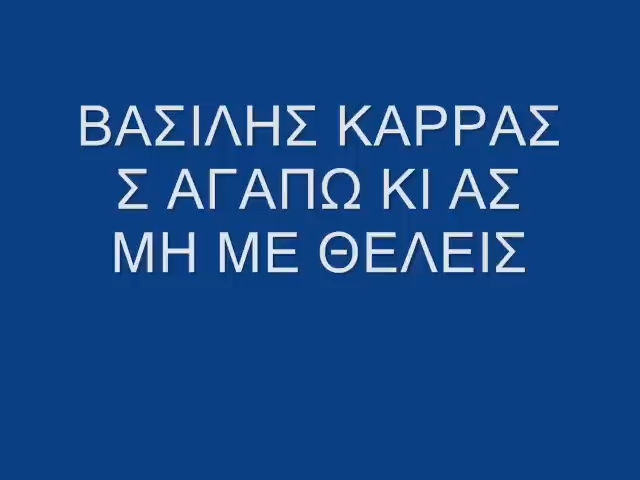 ΒΑΣΙΛΗΣ ΚΑΡΡΑΣ
Σ ΑΓΑΠΩ ΚΙ ΑΣ
ΜΗ ΜΕ ΘΕΛΕΙΣ